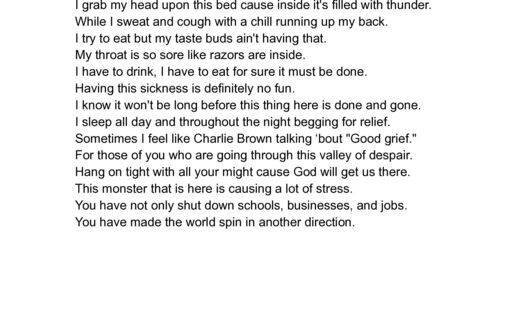 I grab my head upon this bed cause inside it's filled with thunder.
While I sweat and cough with a chill running up my back.
I try to eat but my taste buds ain't having that.
My throat is so sore like razors are inside.
I have to drink, I have to eat for sure it must be done.
Having this sickness is definitely no fun.
I know it won't be long before this thing here is done and gone.
I sleep all day and throughout the night begging for relief.
Sometimes I feel like Charlie Brown talking ‘bout "Good grief."
For those of you who are going through this valley of despair.
Hang on tight with all your might cause God will get us there.
This monster that is here is causing a lot of stress.
You have not only shut down schools, businesses, and jobs.
You have made the world spin in another direction.